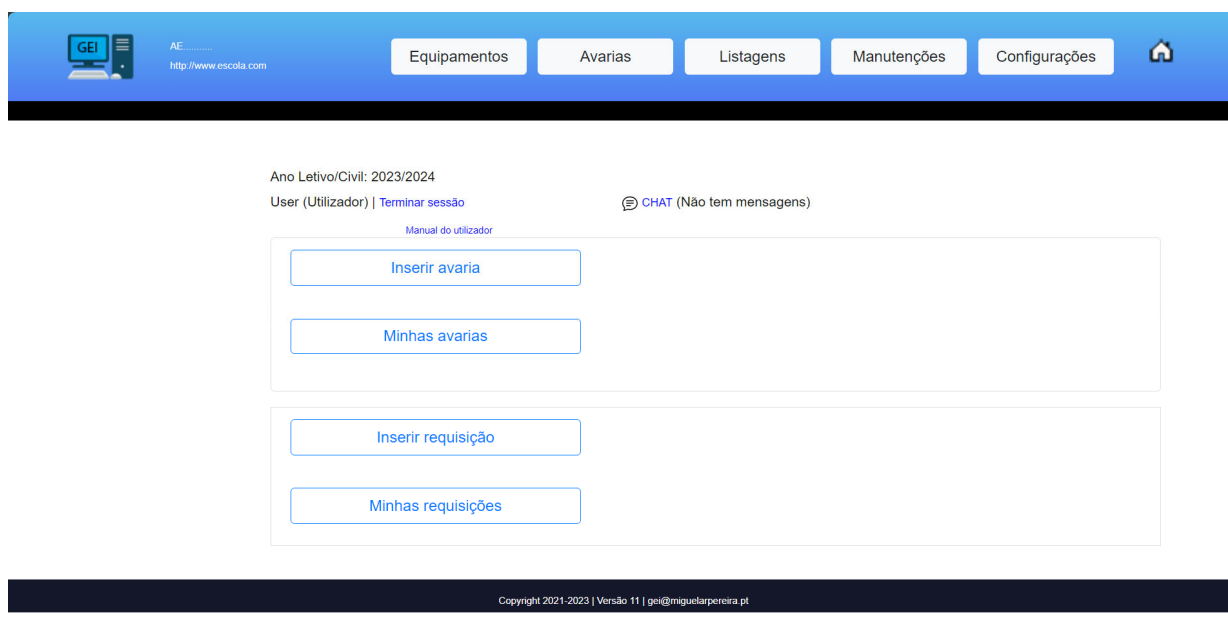 GEI
AE...........
http://www.escola.com
Equipamentos
Avarias
Listagens
Manutenções
Configurações
Ano Letivo/Civil: 2023/2024
User (Utilizador) | Terminar sessão
CHAT (Não tem mensagens)
Manual do utilizador
Inserir avaria
Minhas avarias
Inserir requisição
Minhas requisições
Copyright 2021-2023 | Versão 11 | gei@miguelarpereira.pt